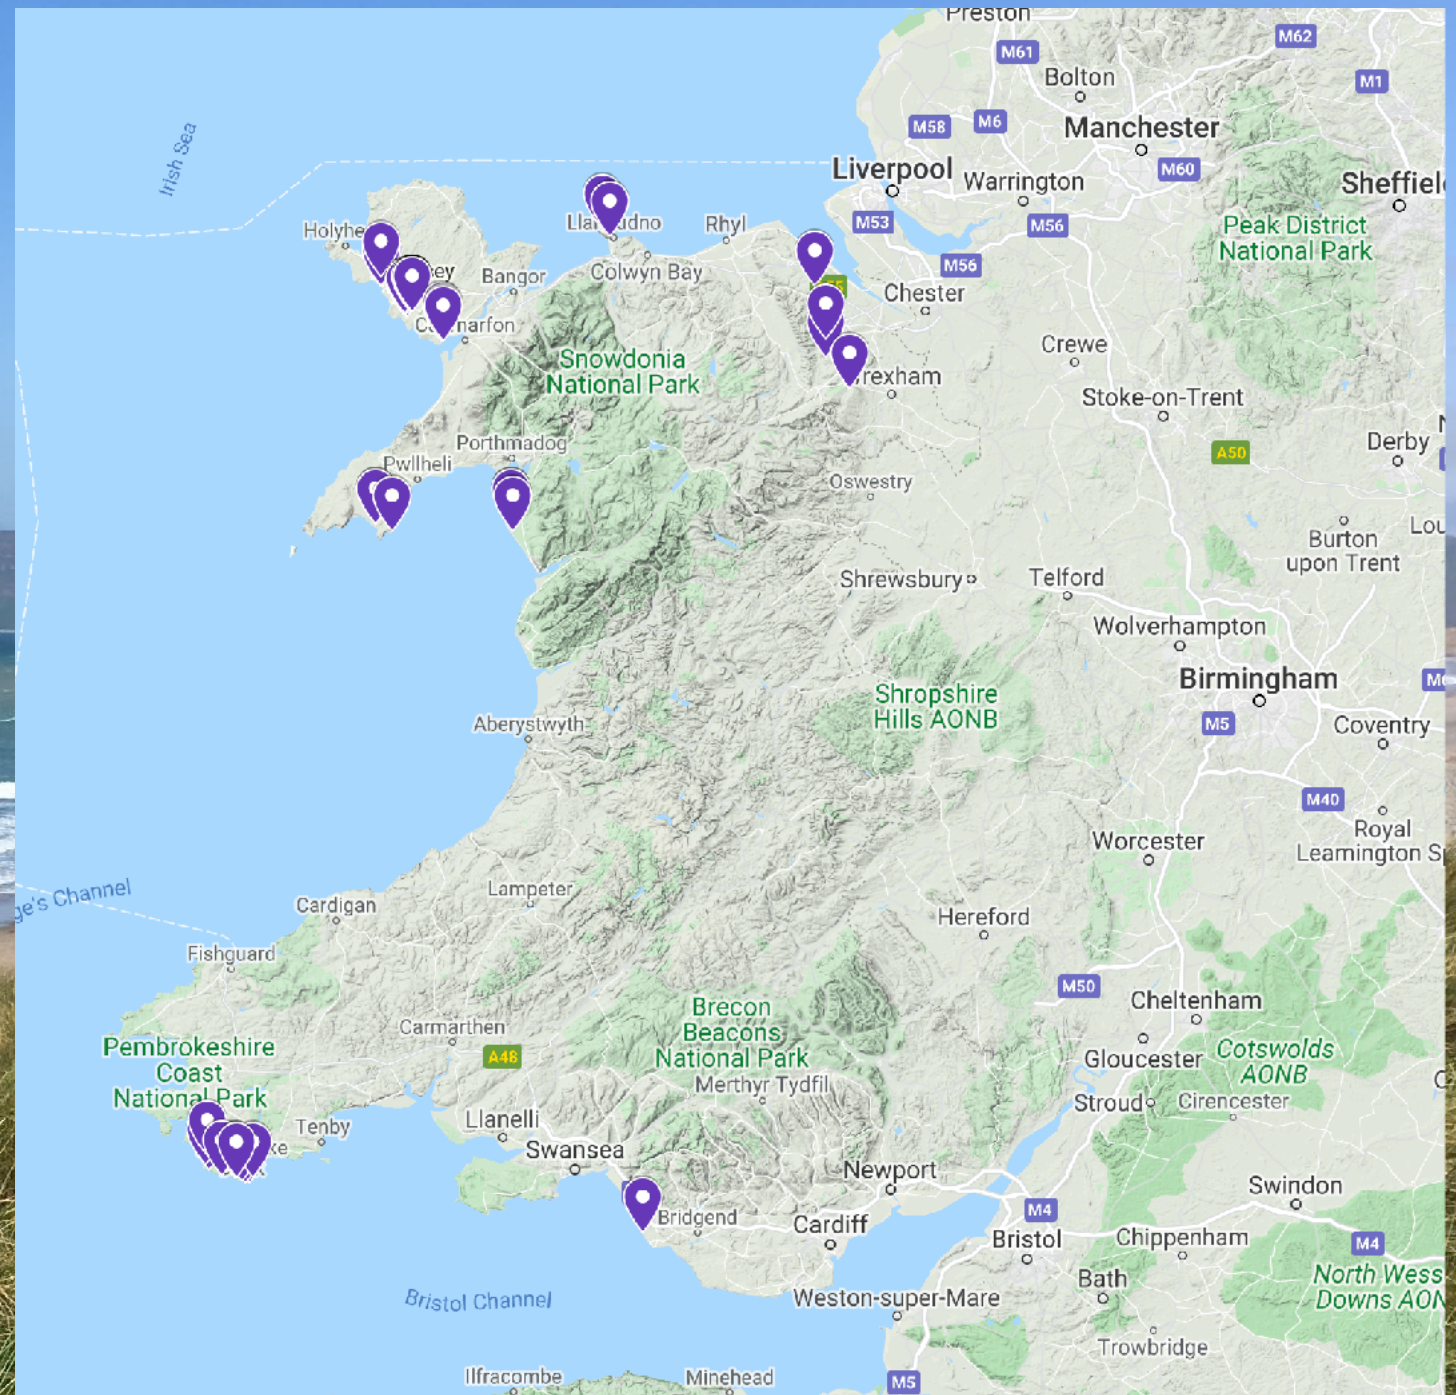 Preston
M62
M61
Bolton
M1
M58
M6
Manchester
Irish Sea
Liverpool
M60
Warrington
Sheffiel
M53
M56
Peak District
National Park
Holyhe
Rhyl
ey
Bangor
Colwyn Bay
M56
Chester
narfon
Snowdonia
National Park
Crewe
rexham
Stoke-on-Trent
Porthmadog
Derby
A50
Pwllheli
Oswestry
Burton
upon Trent
Lou
Shrewsbury
Telford
Wolverhampton
Birmingham
Shropshire
Hills AONB
M5
Aberystwyth
Coventry
M40
Royal
Leamington S
Worcester
ge's Channel
Lampeter
Cardigan
Hereford
Fishguard
M50
Cheltenham
Brecon
Beacons
National Park
Carmarthen
Pembrokeshire
Coast
National Park
A48
Gloucester
Cotswolds
AONB
Merthyr Tydfil
Stroud
Cirencester
Llanelli
Tenby
ke
Swansea
Newport
Swindon
Bridgend
M4
Cardiff
Bristol
Chippenham
M4
North Wess
Downs AON
Bath
Bristol Channel
Weston-super-Mare
Trowbridge
Ilfracombe
Minehead
M5